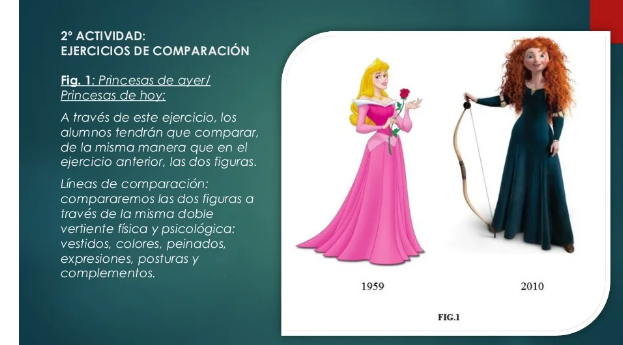 2º ACTIVIDAD:
EJERCICIOS DE COMPARACIÓN
Fig. 1: Princesas de ayer/
Princesas de hoy:
A través de este ejercicio, los
alumnos tendrán que comparar,
de la misma manera que en el
ejercicio anterior, las dos figuras.
Líneas de comparación:
compararemos las dos figuras a
través de la misma doble
vertiente física y psicológica:
vestidos, colores, peinados,
expresiones, posturas y
complementos.
1959
2010
FIG.1